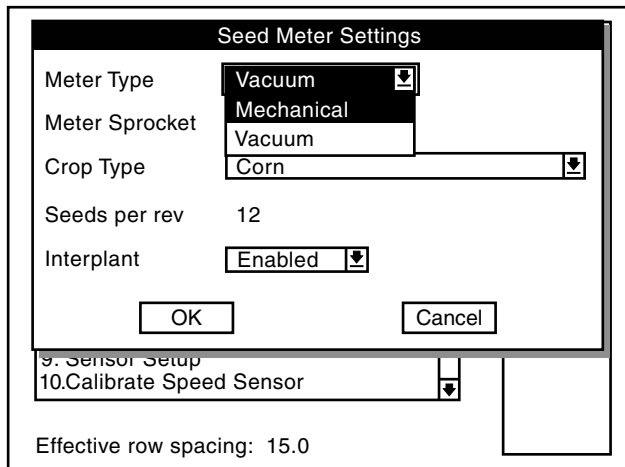 Seed Meter Settings
Meter Type Vacuum
Mechanical
Meter Sprocket
Vacuum
Crop Type Corn
Seeds per rev 12
Interplant Enabled
OK Cancel
9. Sensor Setup
10.Calibrate Speed Sensor
Effective row spacing: 15.0